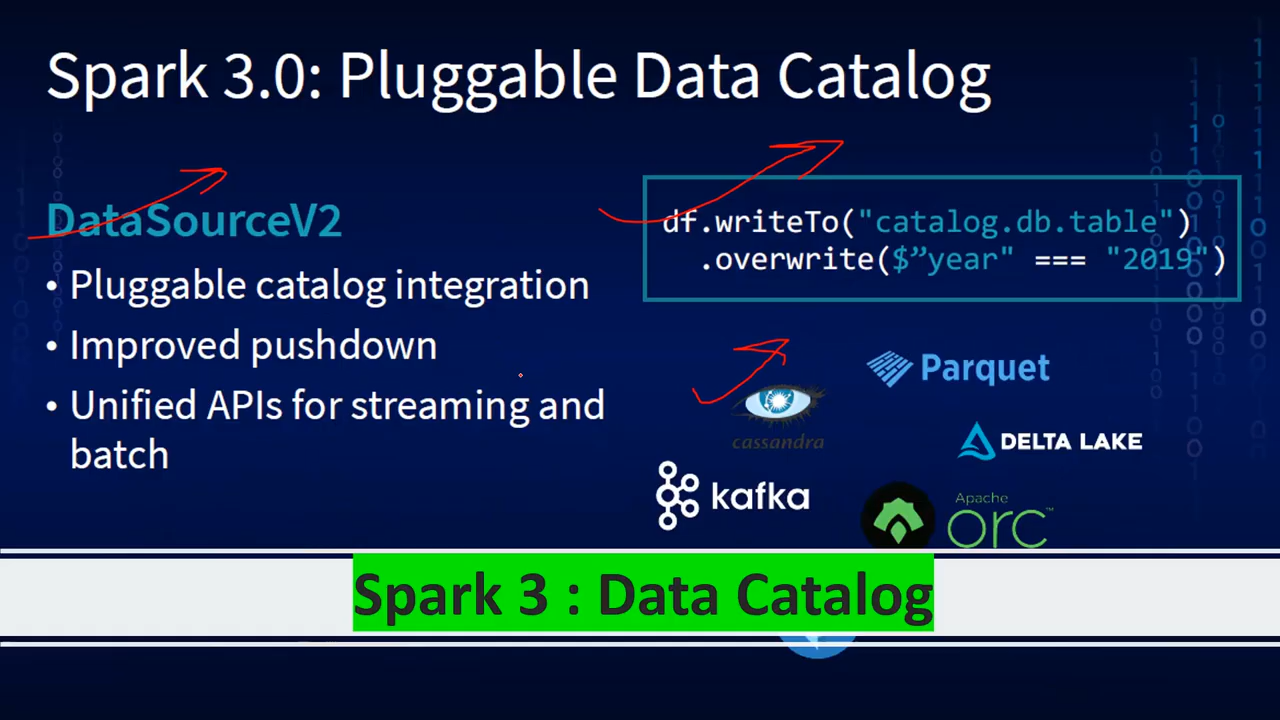 Spark 3.0: Pluggable Data Catalog
DataSourceV2
• Pluggable catalog integration
• Improved pushdown
• Unified APIs for streaming and
batch
df.writeTo("catalog.db.table")
.overwrite($”year" === "2019")
cassandra
Parquet
DELTA LAKE
kafka
Apache
orc™
Spark 3 : Data Catalog